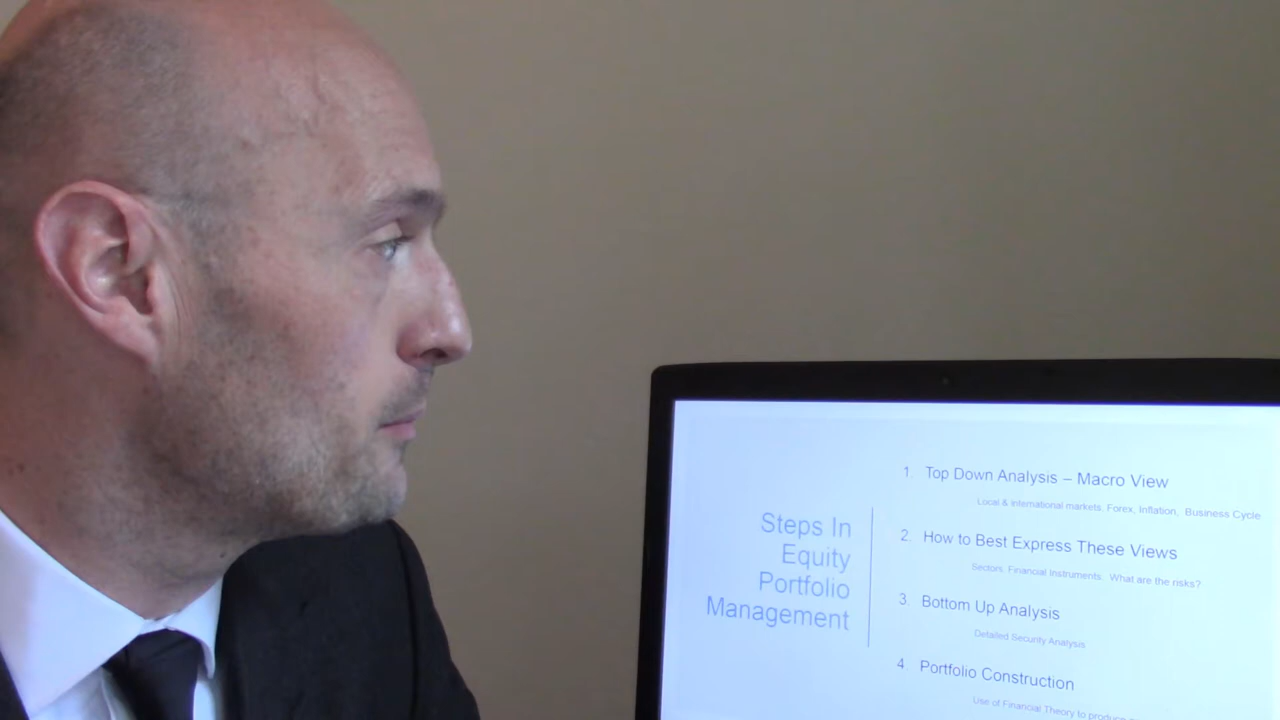 Steps In
Equity
Portfolio
Management
1. Top Down Analysis – Macro View
Local & international markets. Forex, Inflation, Business Cycle
2. How to Best Express These Views
Sectors. Financial Instruments. What are the risks?
3. Bottom Up Analysis
Detailed Security Analysis
4 Portfolio Construction
Use of Financial Theory to produce